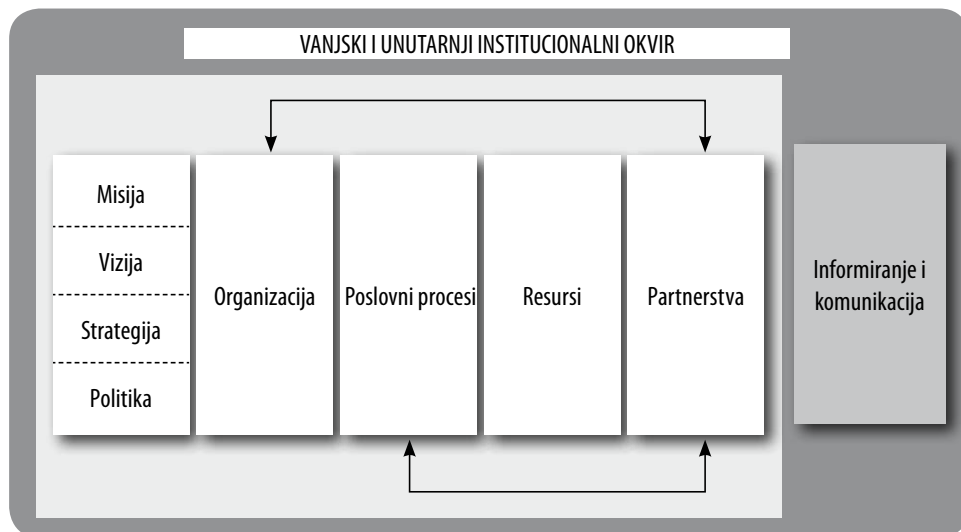 VANJSKI I UNUTARNJI INSTITUCIONALNI OKVIR
Misija
Vizija
Strategija
Politika
Organizacija
Poslovni procesi
Resursi
Partnerstva
Informiranje i
komunikacija